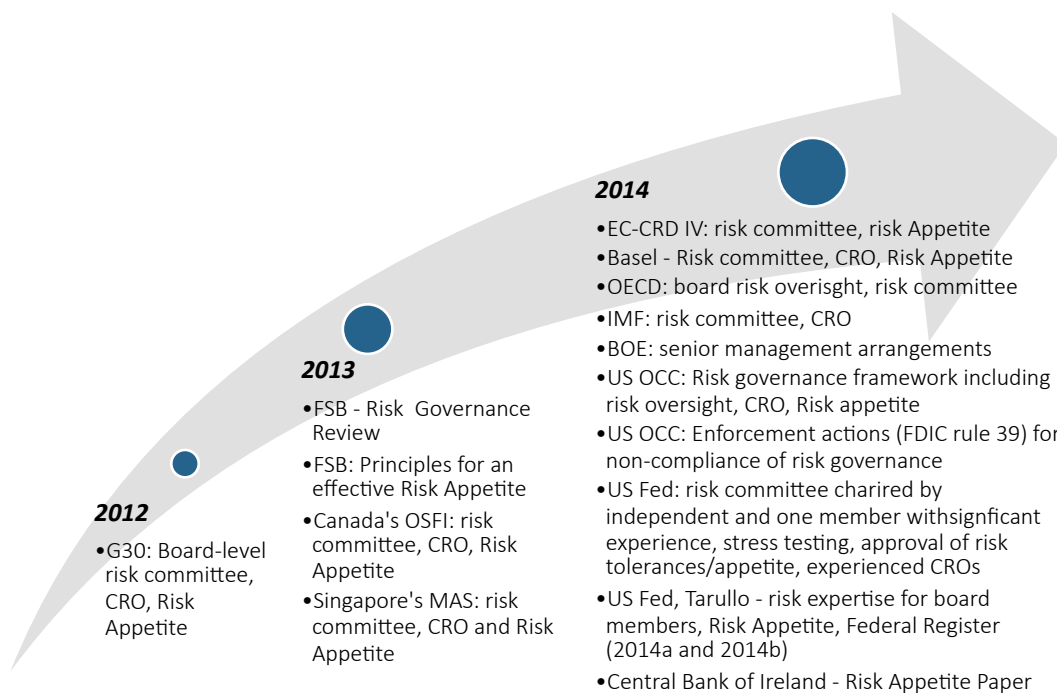 2012
•G30: Board-level
risk committee,
CRO, Risk
Appetite
2013
•FSB - Risk Governance
Review
•FSB: Principles for an
effective Risk Appetite
•Canada's OSFI: risk
committee, CRO, Risk
Appetite
•Singapore's MAS: risk
committee, CRO and Risk
Appetite
2014
•EC-CRD IV: risk committee, risk Appetite
•Basel - Risk committee, CRO, Risk Appetite
•OECD: board risk overisght, risk committee
•IMF: risk committee, CRO
•BOE: senior management arrangements
•US OCC: Risk governance framework including
risk oversight, CRO, Risk appetite
•US OCC: Enforcement actions (FDIC rule 39) for
non-compliance of risk governance
•US Fed: risk committee charired by
independent and one member withsignficant
experience, stress testing, approval of risk
tolerances/appetite, experienced CROs
•US Fed, Tarullo - risk expertise for board
members, Risk Appetite, Federal Register
(2014a and 2014b)
•Central Bank of Ireland - Risk Appetite Paper